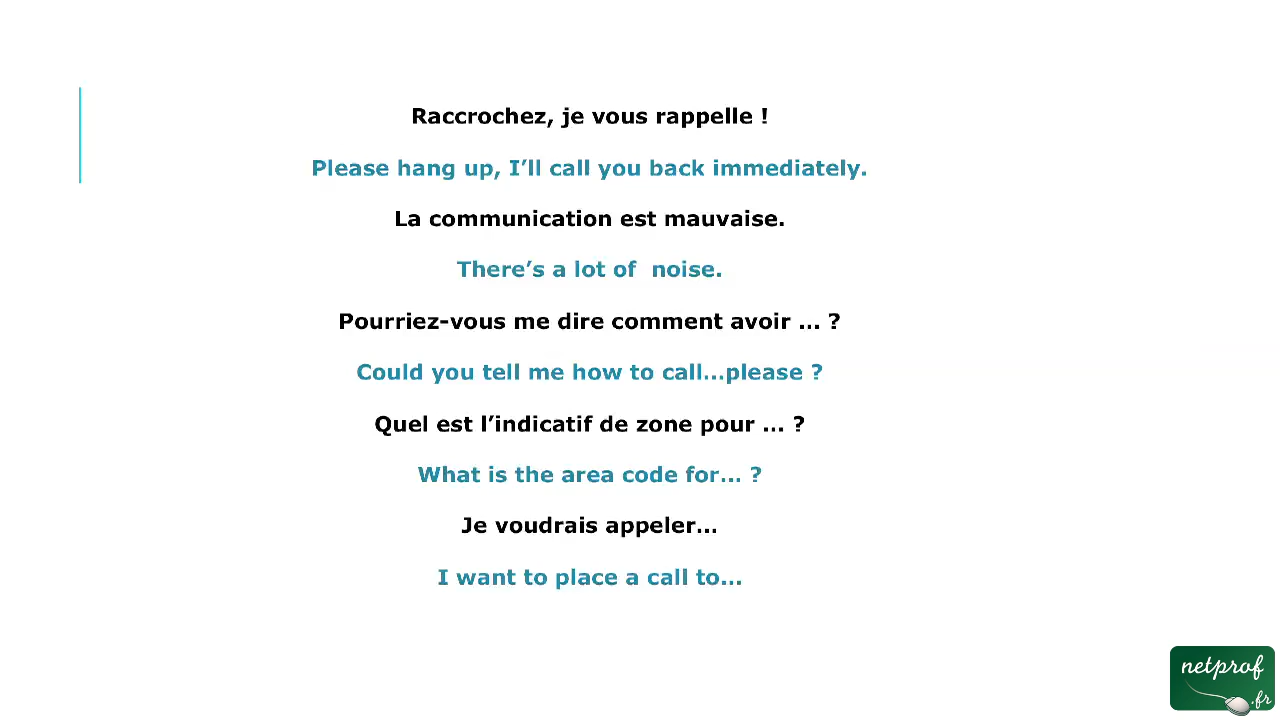 Raccrochez, je vous rappelle !
Please hang up, I’ll call you back immediately.
La communication est mauvaise.
There’s a lot of  noise.
Pourriez-vous me dire comment avoir … ?
Could you tell me how to call…please ?
Quel est l’indicatif de zone pour … ?
What is the area code for… ?
Je voudrais appeler…
I want to place a call to…
netprof
.fr